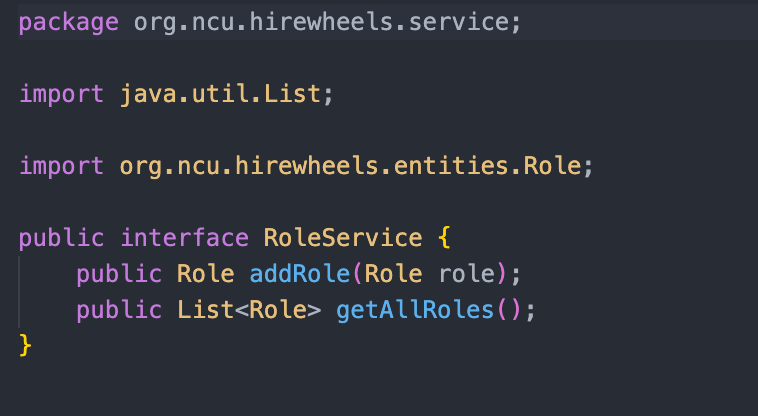 package org.ncu.hirewheels.service;
import java.util.List;
import org.ncu.hirewheels.entities.Role;
public interface RoleService {
public Role addRole(Role role);
public List<Role> getAllRoles();
}